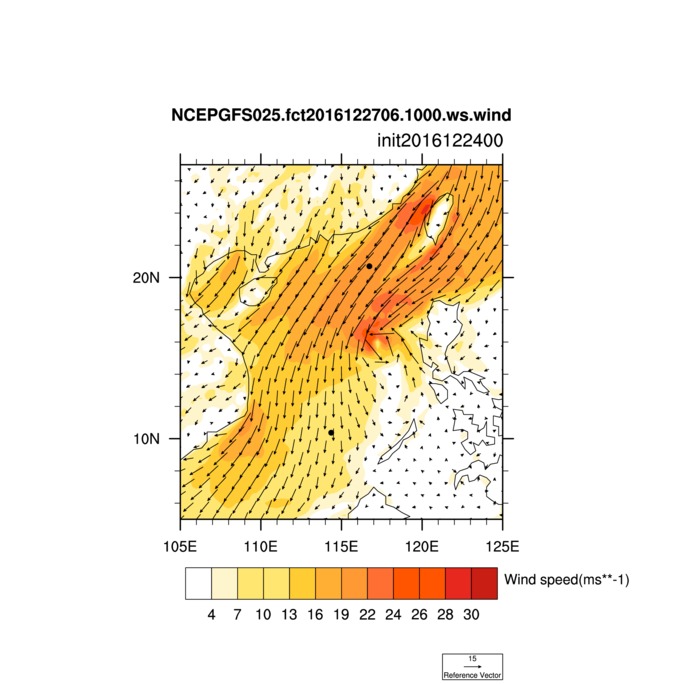 NCEPGFS025.fct2016122706.1000.ws.wind
init2016122400
20N
10N
105E 110E 115E 120E 125E
Wind speed(ms**-1)
4 7 10 13 16 19 22 24 26 28 30
15
Reference Vector